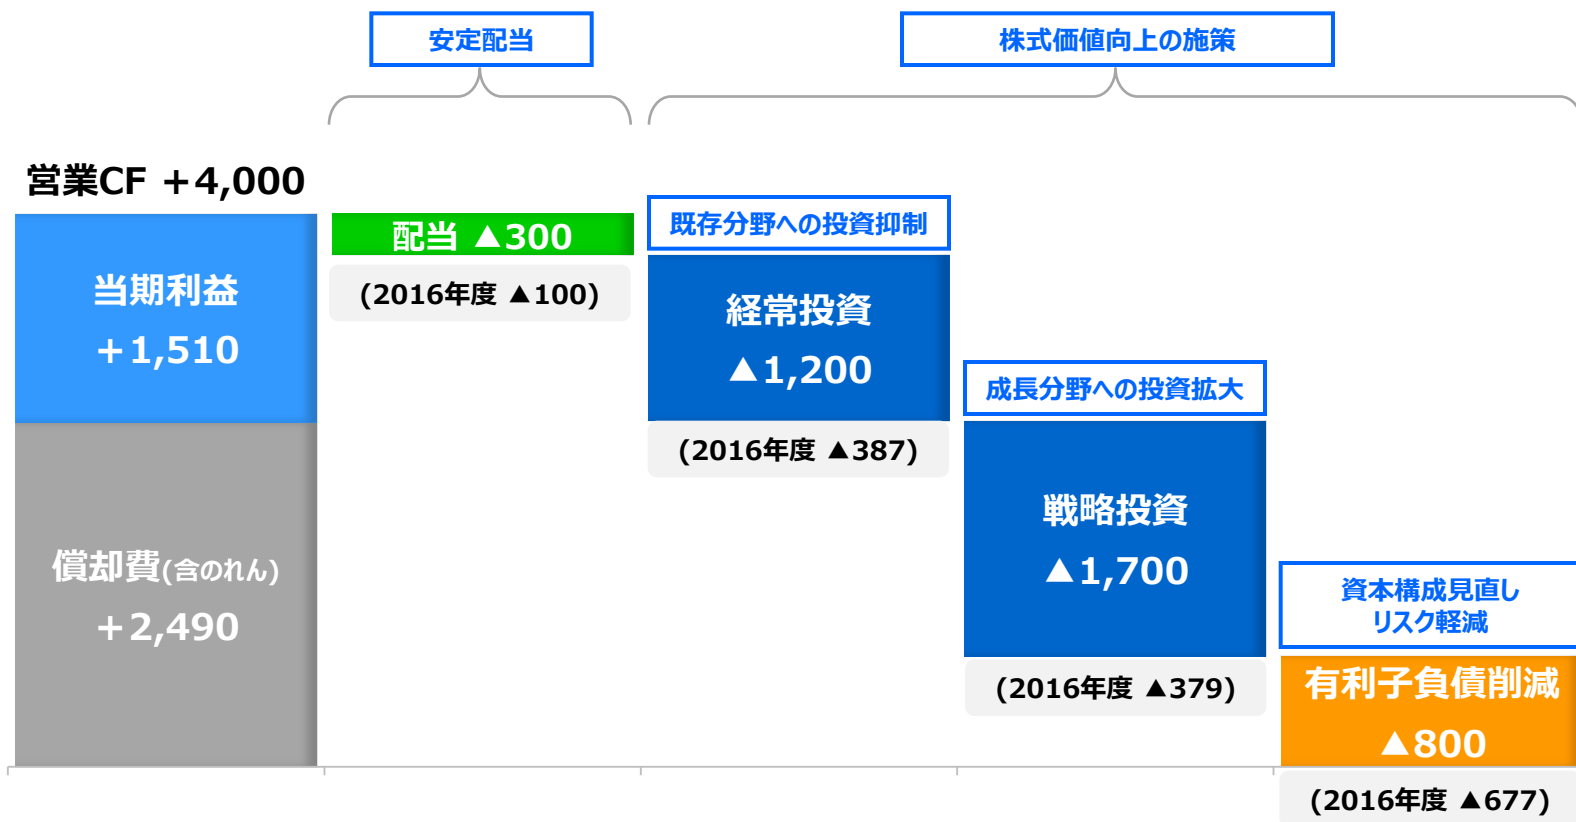 安定配当
株式価値向上の施策
営業CF +4,000
当期利益
+1,510
償却費(含のれん)
+2,490
配当 ▲300
(2016年度 ▲100)
既存分野への投資抑制
経常投資
▲1,200
(2016年度 ▲387)
成長分野への投資拡大
戦略投資
▲1,700
(2016年度 ▲379)
資本構成見直し
リスク軽減
有利子負債削減
▲800
(2016年度 ▲677)